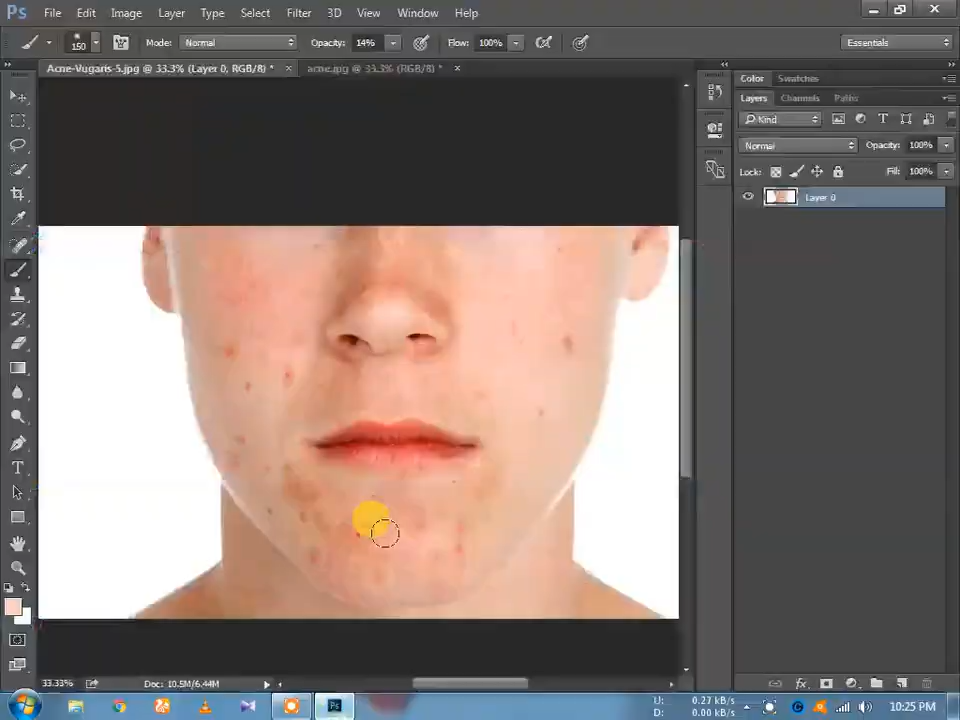 Ps File Edit Image Layer Type Select Filter 3D View Window Help
150 Mode: Normal Opacity: 14% Flow: 100% Essentials
Acne-Vugaris-5.jpg @ 33.3% (Layer 0, RGB/8) * × acne.jpg @ 33.3% (RGB/8) * ×
Color Swatches
Layers Channels Paths
Kind
Normal Opacity: 100%
Lock: Fill: 100%
Layer 0
33.33% Doc: 10.5M/6.44M
U: 0.27 kB/s
D: 0.00 kB/s
10:25 PM